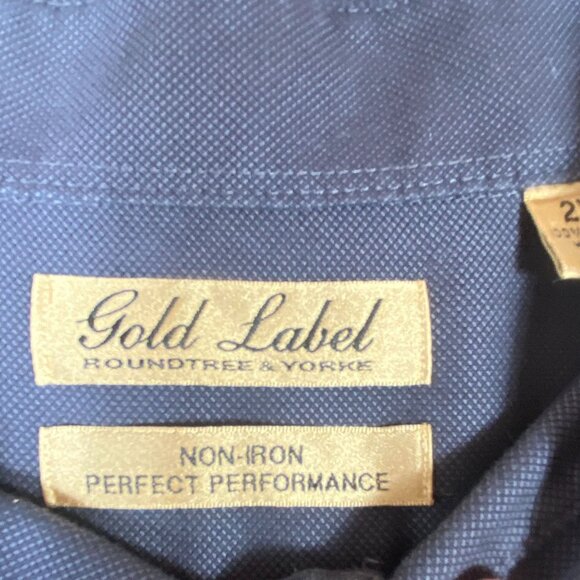 Gold Label
ROUNDTREE & YORKE
NON-IRON
PERFECT PERFORMANCE